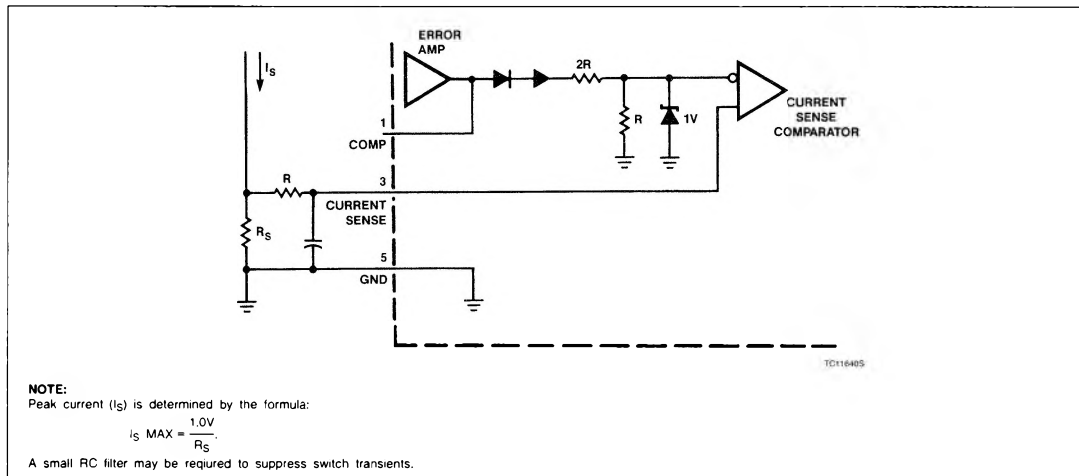 ERROR
AMP
I_S
2R
R
1V
CURRENT
SENSE
COMPARATOR
1
COMP
R
3
CURRENT
SENSE
R_S
5
GND
TC11640S
NOTE:
Peak current (I_S) is determined by the formula:
I_S MAX = 1.0V / R_S.
A small RC filter may be reqiured to suppress switch transients.